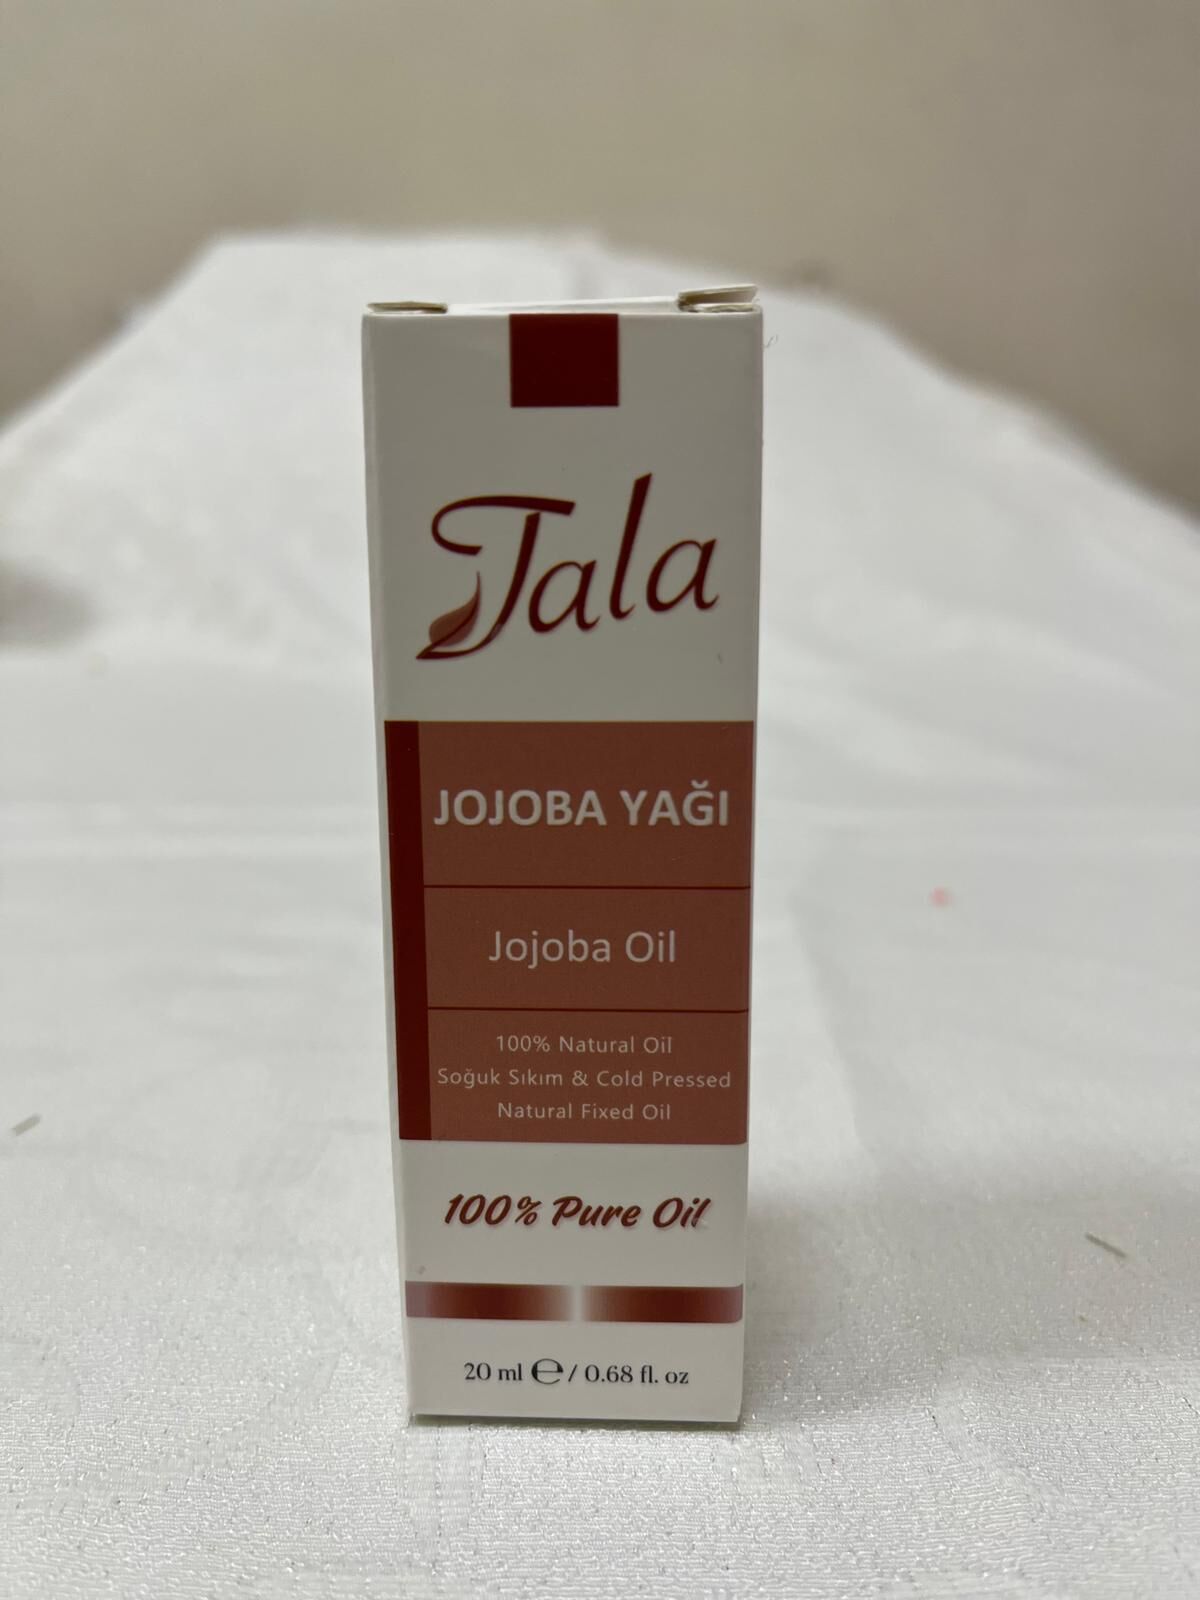 Tala
JOJOBA YAĞI
Jojoba Oil
100% Natural Oil
Soğuk Sıkım & Cold Pressed
Natural Fixed Oil
100% Pure Oil
20 ml ℮ / 0.68 fl. oz